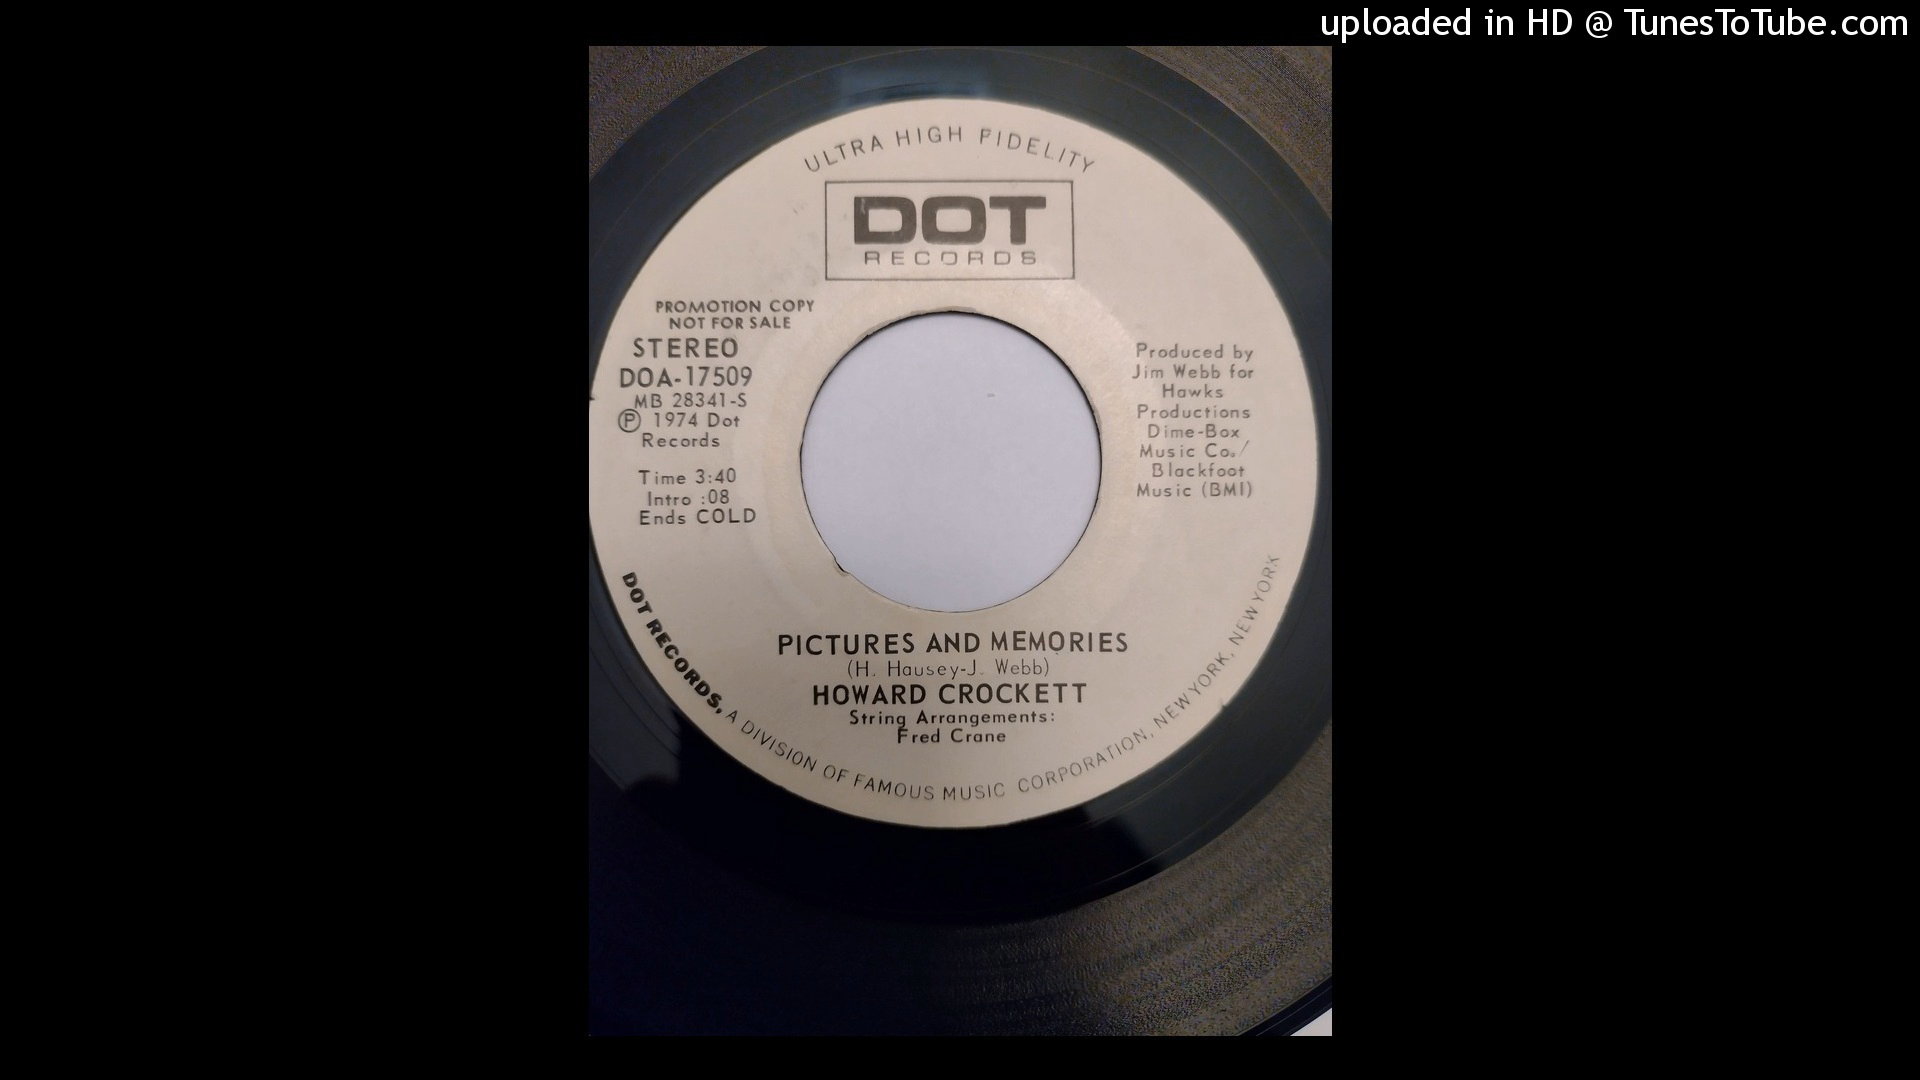 uploaded in HD @ TunesToTube.com
ULTRA HIGH FIDELITY
DOT
RECORDS
PROMOTION COPY
NOT FOR SALE
STEREO
DOA-17509
MB 28341-S
Ⓟ 1974 Dot
Records
Time 3:40
Intro :08
Ends COLD
Produced by
Jim Webb for
Hawks
Productions
Dime-Box
Music Co./
Blackfoot
Music (BMI)
PICTURES AND MEMORIES
(H. Hausey-J. Webb)
HOWARD CROCKETT
String Arrangements:
Fred Crane
DOT RECORDS, A DIVISION OF FAMOUS MUSIC CORPORATION, NEW YORK, NEW YORK